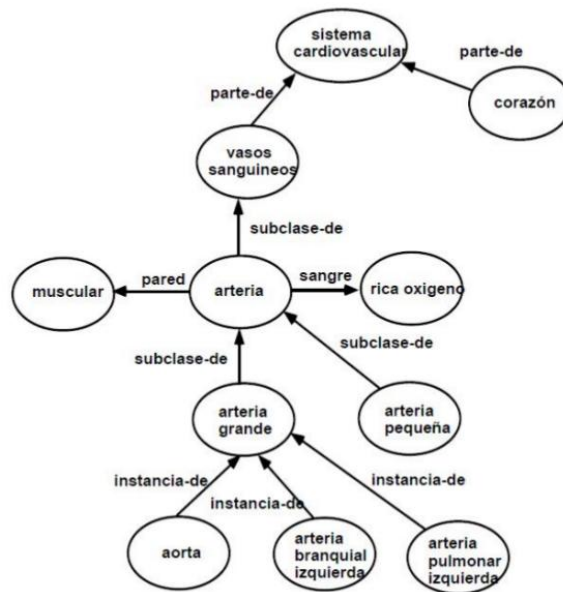 sistema
cardiovascular
parte-de
parte-de
corazón
vasos
sanguineos
subclase-de
muscular
pared
arteria
sangre
rica oxigeno
subclase-de
subclase-de
arteria
grande
arteria
pequeña
instancia-de
instancia-de
instancia-de
aorta
arteria
branquial
izquierda
arteria
pulmonar
izquierda